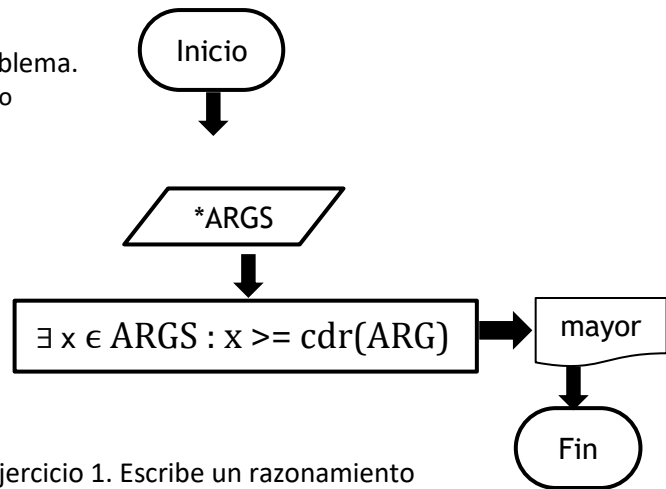 Inicio
blema.
o
*ARGS
∃ x ϵ ARGS : x >= cdr(ARG)
mayor
Fin
jercicio 1. Escribe un razonamiento